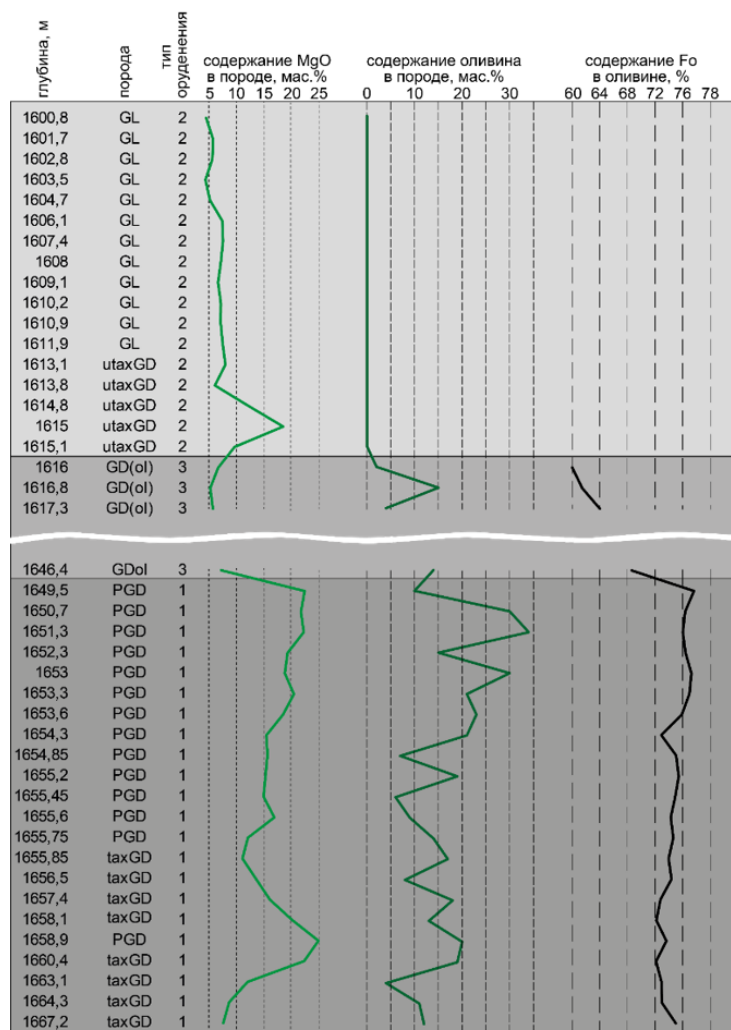 глубина, м
порода
тип
оруденения
содержание MgO
в породе, мас.%
содержание оливина
в породе, мас.%
содержание Fo
в оливине, %
5 10 15 20 25 0 10 20 30 60 64 68 72 76 78
1600,8 GL 2
1601,7 GL 2
1602,8 GL 2
1603,5 GL 2
1604,7 GL 2
1606,1 GL 2
1607,4 GL 2
1608 GL 2
1609,1 GL 2
1610,2 GL 2
1610,9 GL 2
1611,9 GL 2
1613,1 utaxGD 2
1613,8 utaxGD 2
1614,8 utaxGD 2
1615 utaxGD 2
1615,1 utaxGD 2
1616 GD(ol) 3
1616,8 GD(ol) 3
1617,3 GD(ol) 3
1646,4 GDol 3
1649,5 PGD 1
1650,7 PGD 1
1651,3 PGD 1
1652,3 PGD 1
1653 PGD 1
1653,3 PGD 1
1653,6 PGD 1
1654,3 PGD 1
1654,85 PGD 1
1655,2 PGD 1
1655,45 PGD 1
1655,6 PGD 1
1655,75 PGD 1
1655,85 taxGD 1
1656,5 taxGD 1
1657,4 taxGD 1
1658,1 taxGD 1
1658,9 PGD 1
1660,4 taxGD 1
1663,1 taxGD 1
1664,3 taxGD 1
1667,2 taxGD 1